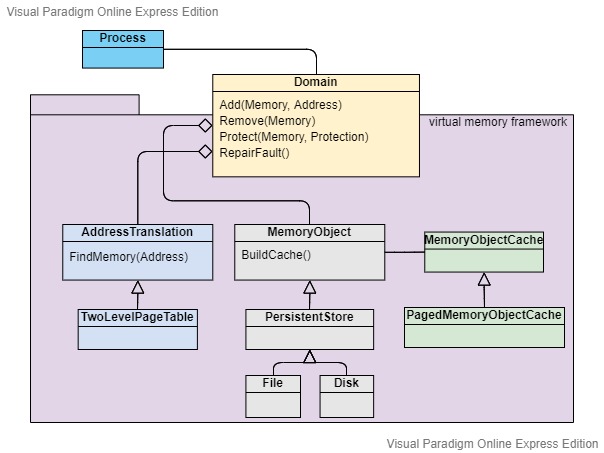 Visual Paradigm Online Express Edition
Process
Domain
Add(Memory, Address)
Remove(Memory)
Protect(Memory, Protection)
RepairFault()
virtual memory framework
AddressTranslation
FindMemory(Address)
MemoryObject
BuildCache()
MemoryObjectCache
TwoLevelPageTable
PersistentStore
PagedMemoryObjectCache
File
Disk
Visual Paradigm Online Express Edition